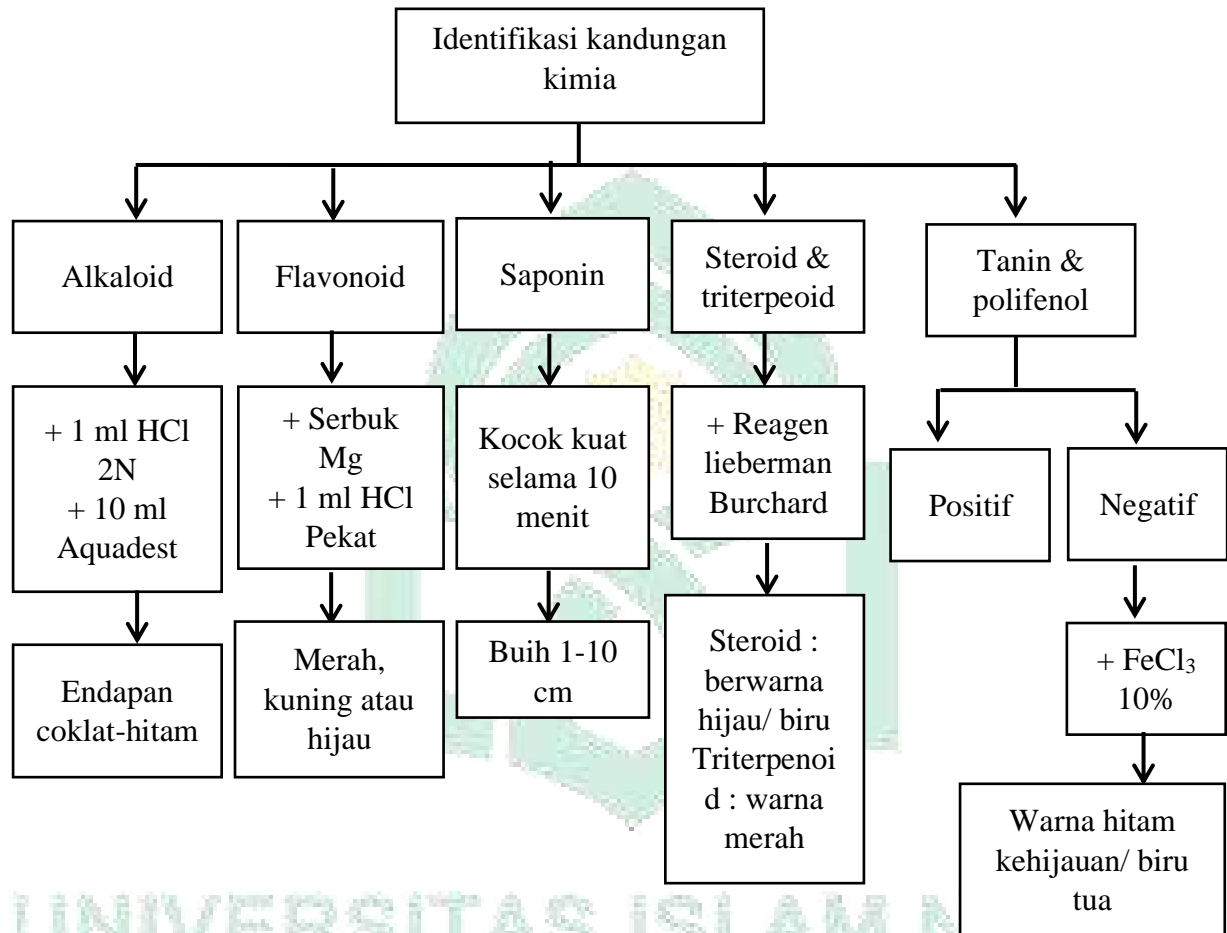 Identifikasi kandungan
kimia
Alkaloid
Flavonoid
Saponin
Steroid &
triterpeoid
Tanin &
polifenol
+ 1 ml HCl
2N
+ 10 ml
Aquadest
+ Serbuk
Mg
+ 1 ml HCl
Pekat
Kocok kuat
selama 10
menit
+ Reagen
lieberman
Burchard
Positif
Negatif
Endapan
coklat-hitam
Merah,
kuning atau
hijau
Buih 1-10
cm
Steroid :
berwarna
hijau/ biru
Triterpenoi
d : warna
merah
+ FeCl₃
10%
Warna hitam
kehijauan/ biru
tua
UNIVERSITAS ISLAM